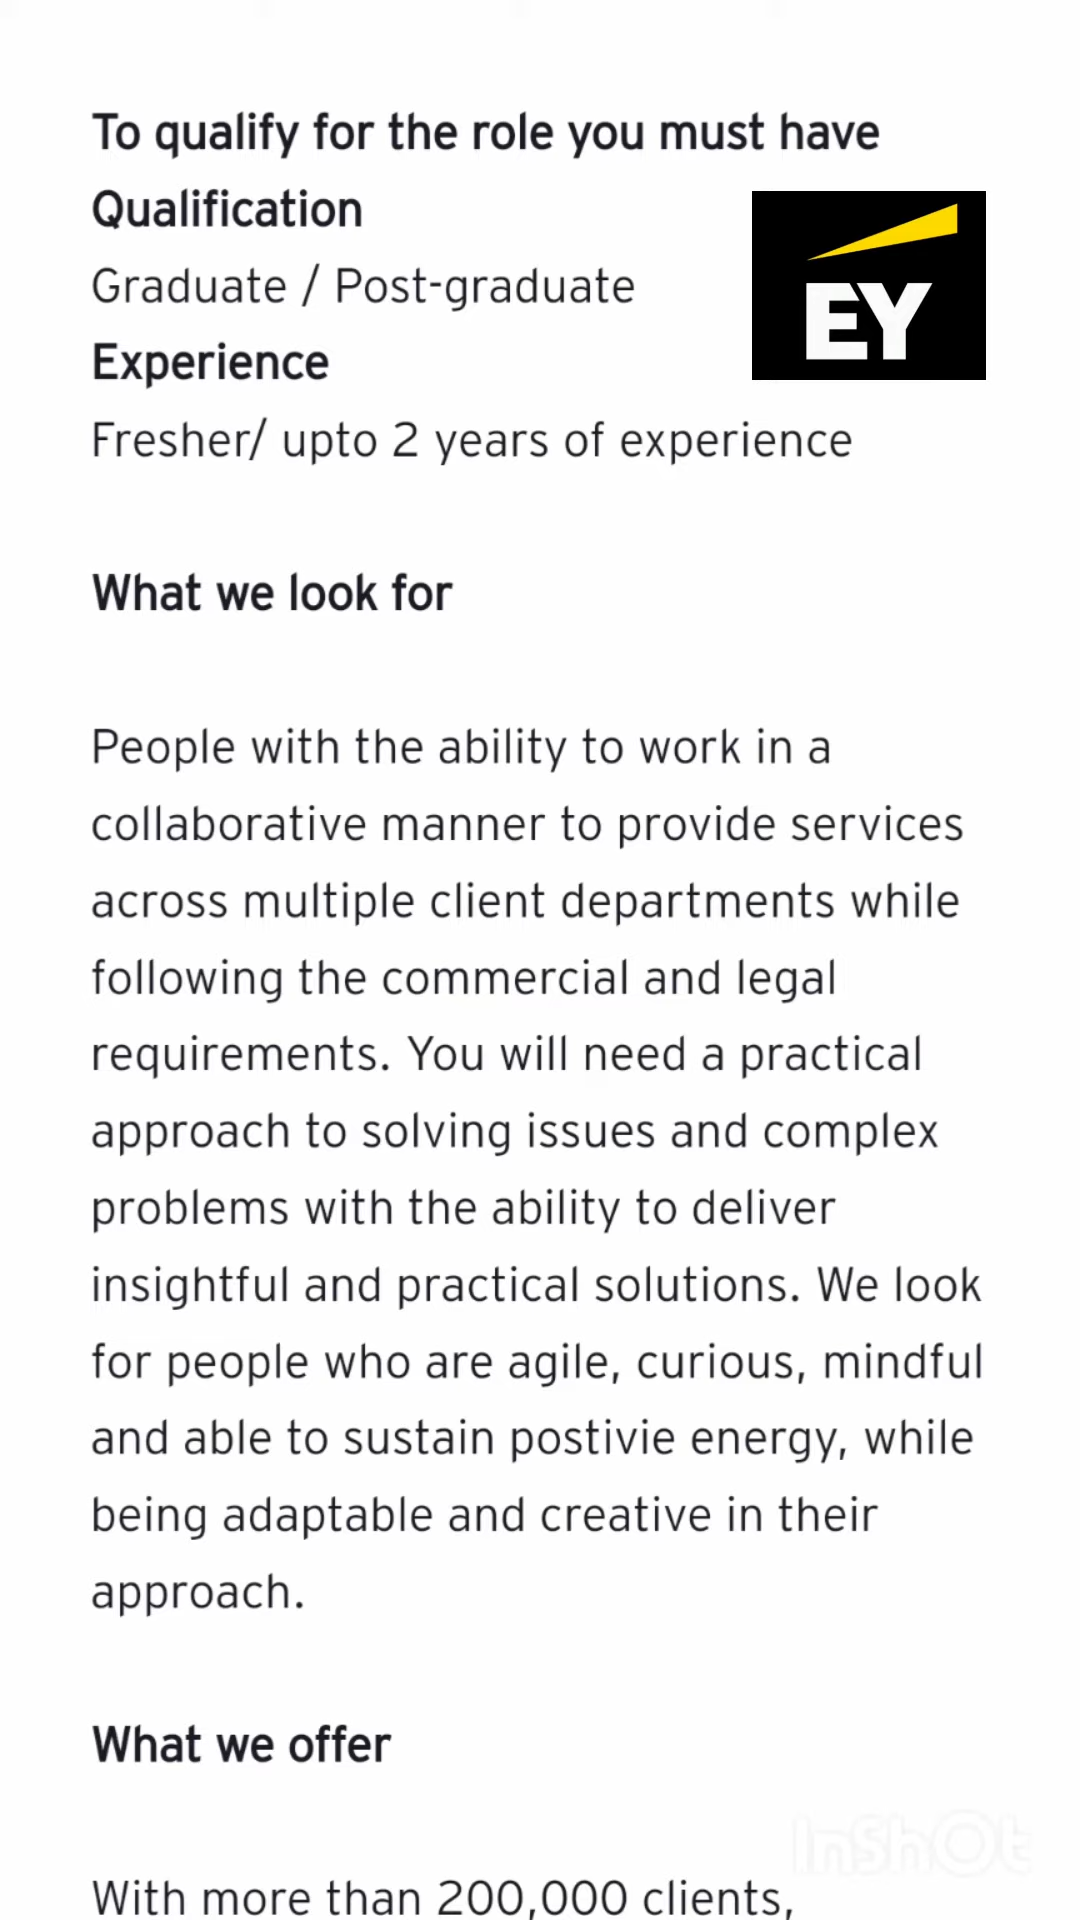 To qualify for the role you must have
Qualification
Graduate / Post-graduate
Experience
Fresher/ upto 2 years of experience
EY
What we look for
People with the ability to work in a
collaborative manner to provide services
across multiple client departments while
following the commercial and legal
requirements. You will need a practical
approach to solving issues and complex
problems with the ability to deliver
insightful and practical solutions. We look
for people who are agile, curious, mindful
and able to sustain postivie energy, while
being adaptable and creative in their
approach.
What we offer
InShOt
With more than 200,000 clients,